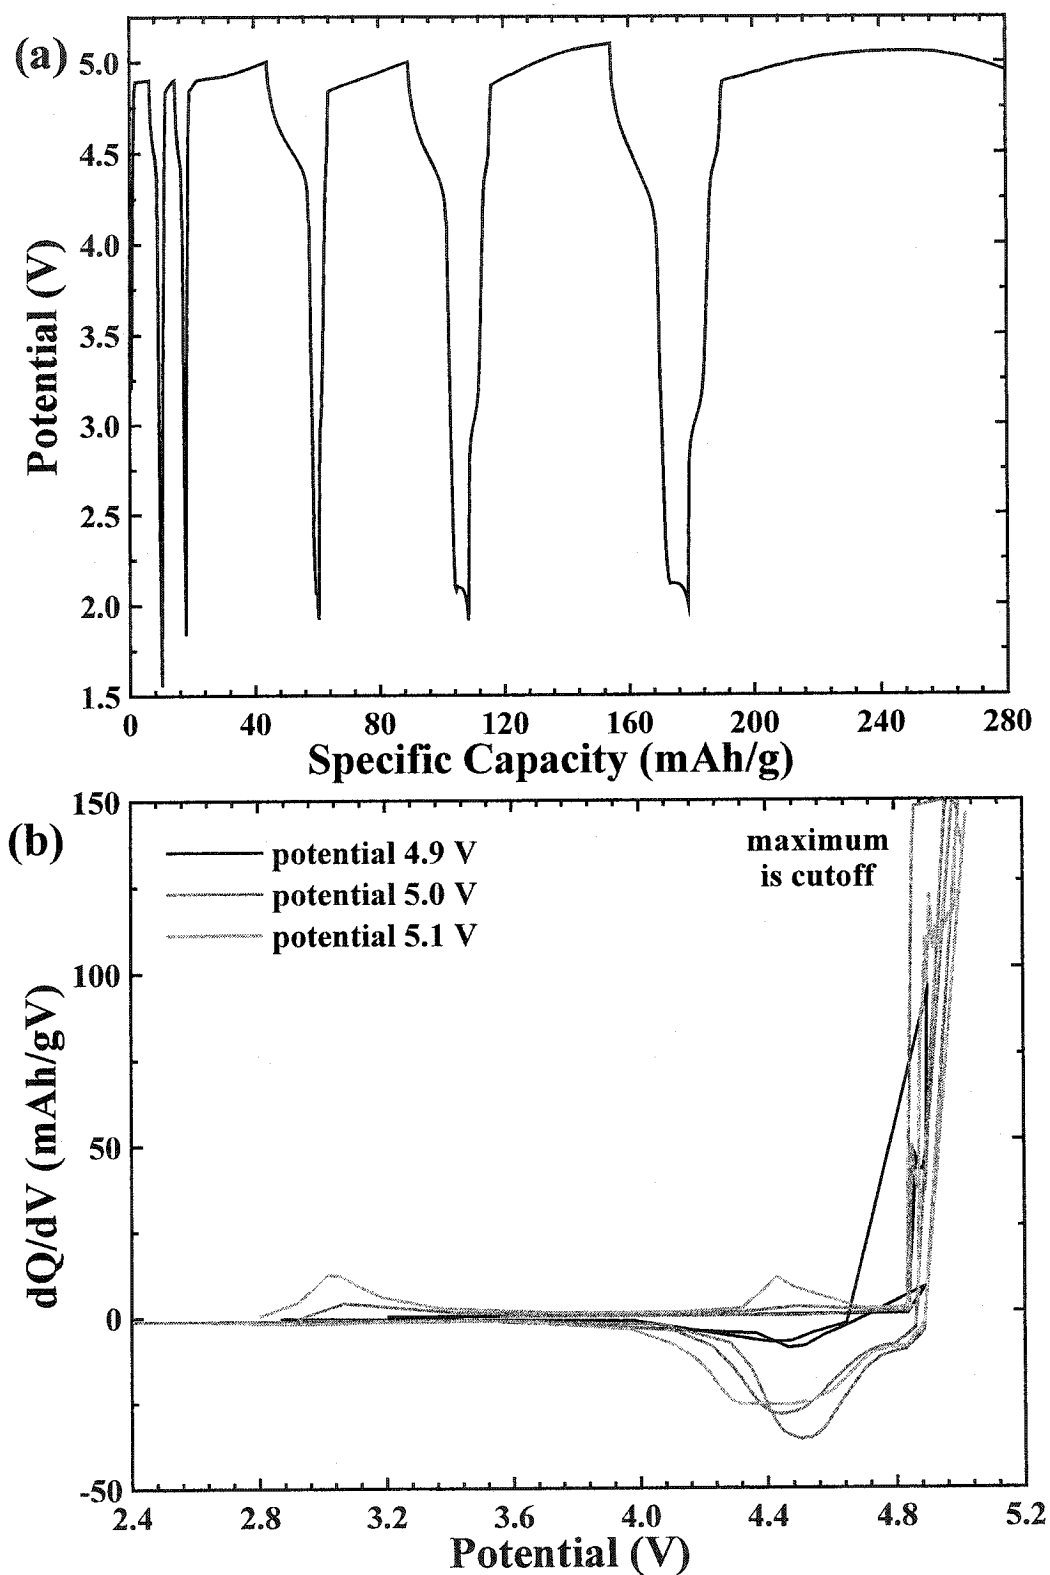 (a)
Potential (V)
5.0
4.5
4.0
3.5
3.0
2.5
2.0
1.5
0 40 80 120 160 200 240 280
Specific Capacity (mAh/g)
(b)
dQ/dV (mAh/gV)
150
100
50
0
-50
potential 4.9 V
potential 5.0 V
potential 5.1 V
maximum
is cutoff
2.4 2.8 3.2 3.6 4.0 4.4 4.8 5.2
Potential (V)